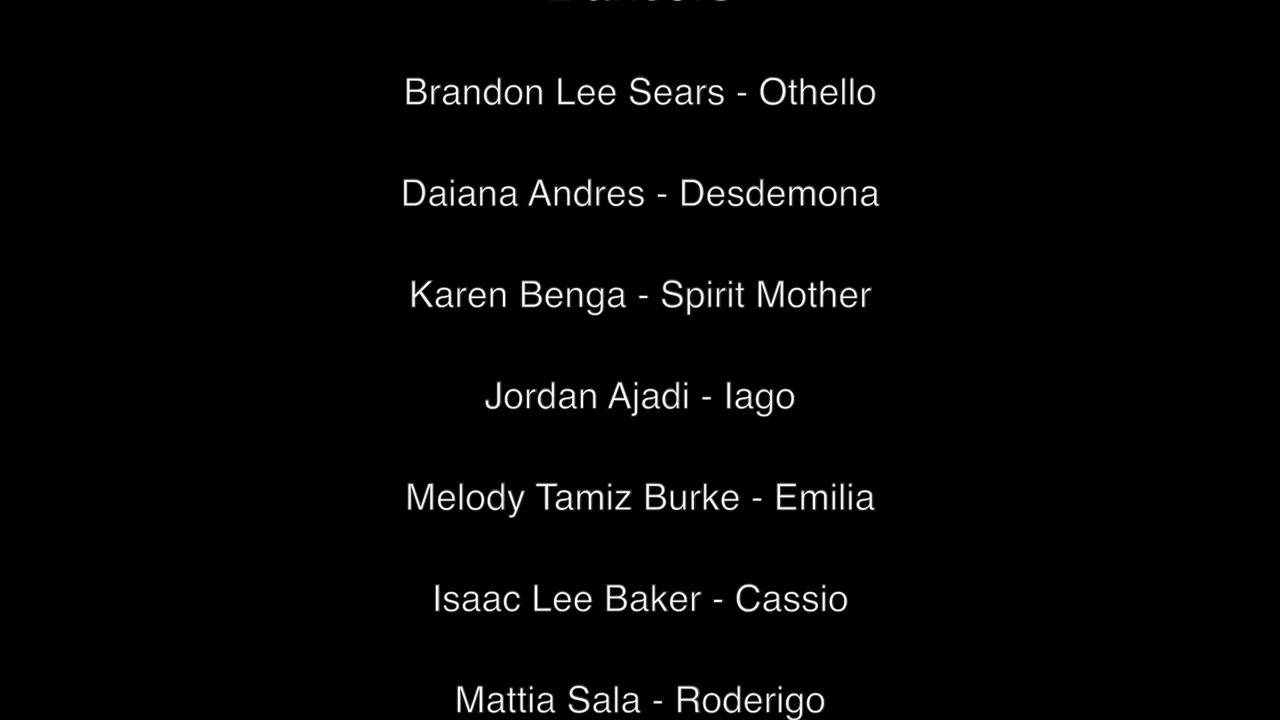 Brandon Lee Sears - Othello
Daiana Andres - Desdemona
Karen Benga - Spirit Mother
Jordan Ajadi - Iago
Melody Tamiz Burke - Emilia
Isaac Lee Baker - Cassio
Mattia Sala - Roderigo